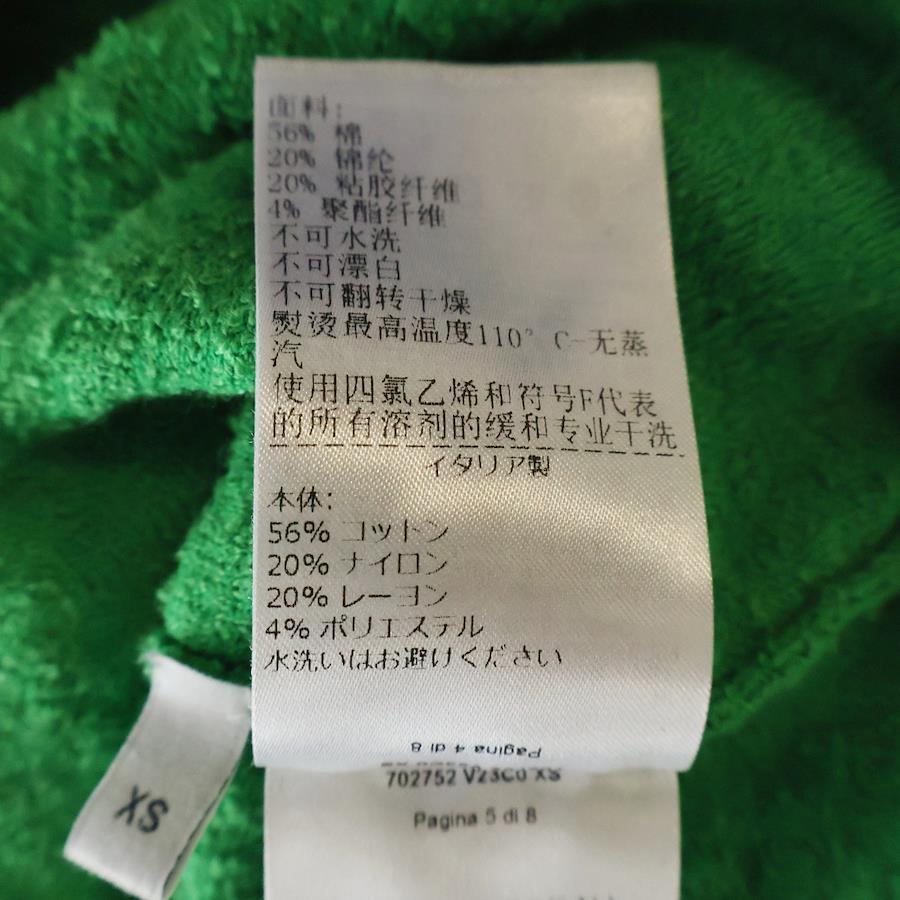 面料:
56% 棉
20% 锦纶
20% 粘胶纤维
4% 聚酯纤维
不可水洗
不可漂白
不可翻转干燥
熨烫最高温度110° C-无蒸
汽
使用四氯乙烯和符号F代表
的所有溶剂的缓和专业干洗
イタリア製
本体:
56% コットン
20% ナイロン
20% レーヨン
4% ポリエステル
水洗いはお避けください
Pagina 4 di 8
702752 V23C0 XS
Pagina 5 di 8
XS